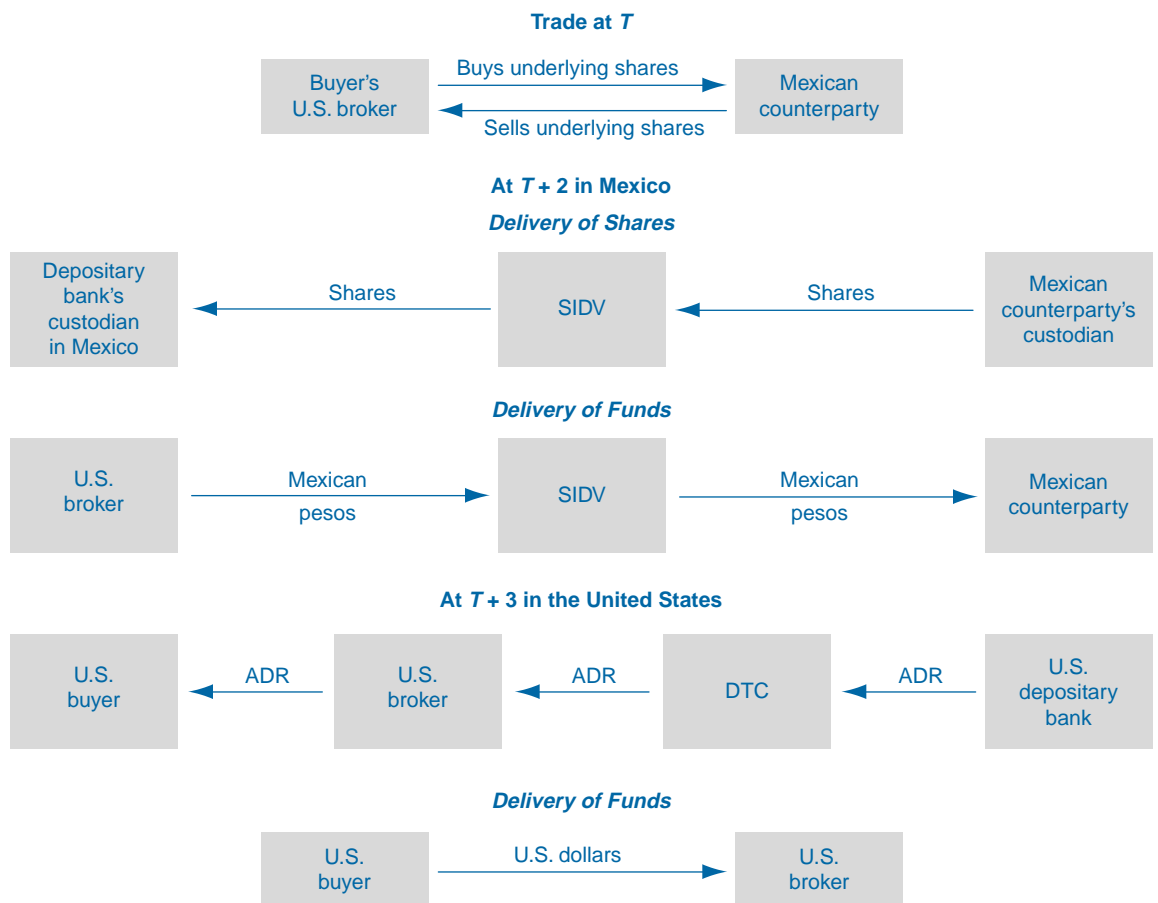 Trade at T
Buyer's
U.S. broker
Buys underlying shares
Sells underlying shares
Mexican
counterparty
At T + 2 in Mexico
Delivery of Shares
Depositary
bank's
custodian
in Mexico
Shares
SIDV
Shares
Mexican
counterparty's
custodian
Delivery of Funds
U.S.
broker
Mexican
pesos
SIDV
Mexican
pesos
Mexican
counterparty
At T + 3 in the United States
U.S.
buyer
ADR
U.S.
broker
ADR
DTC
ADR
U.S.
depositary
bank
Delivery of Funds
U.S.
buyer
U.S. dollars
U.S.
broker